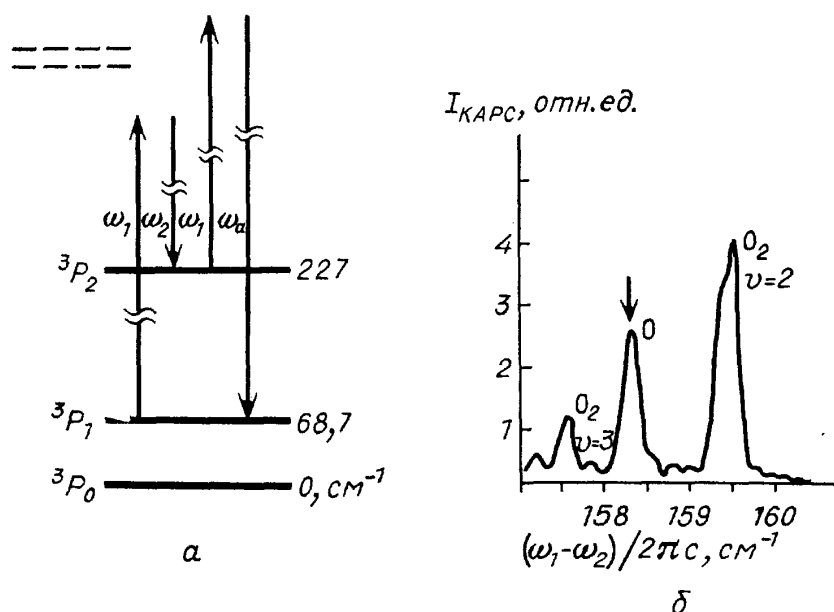 ω₁ ω₂ ω₁ ωₐ
³P₂ 227
³P₁ 68,7
³P₀ 0, см⁻¹
а
I_КАРС, отн.ед.
4
3
2
1
O₂
υ=3
O
O₂
υ=2
158 159 160
(ω₁-ω₂)/2πc, см⁻¹
б